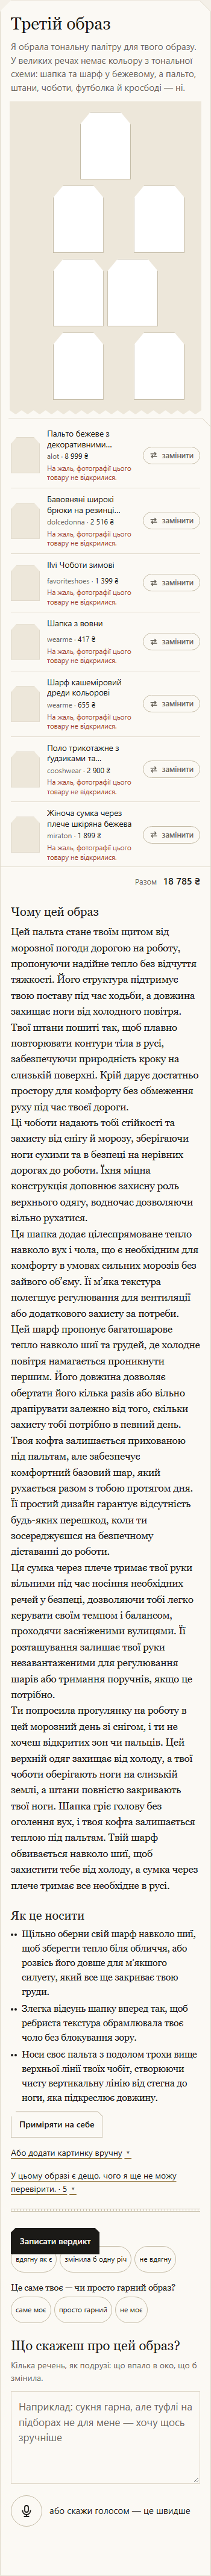 Третій образ
Я обрала тональну палітру для твого образу.
У великих речах немає кольору з тональної
схеми: шапка та шарф у бежевому, а пальто,
штани, чоботи, футболка й кросбоді — ні.
Пальто бежеве з
декоративними...
alot · 8 999 ₴
На жаль, фотографії цього
товару не відкрилися.
⇄ замінити
Бавовняні широкі
брюки на резинці...
dolcedonna · 2 516 ₴
На жаль, фотографії цього
товару не відкрилися.
⇄ замінити
Ilvi Чоботи зимові
favoriteshoes · 1 399 ₴
На жаль, фотографії цього
товару не відкрилися.
⇄ замінити
Шапка з вовни
wearme · 417 ₴
На жаль, фотографії цього
товару не відкрилися.
⇄ замінити
Шарф кашеміровий
дреди кольорові
wearme · 655 ₴
На жаль, фотографії цього
товару не відкрилися.
⇄ замінити
Поло трикотажне з
ґудзиками та...
cooshwear · 2 900 ₴
На жаль, фотографії цього
товару не відкрилися.
⇄ замінити
Жіноча сумка через
плече шкіряна бежева
miraton · 1 899 ₴
На жаль, фотографії цього
товару не відкрилися.
⇄ замінити
Разом 18 785 ₴
Чому цей образ
Цей пальта стане твоїм щитом від
морозної погоди дорогою на роботу,
пропонуючи надійне тепло без відчуття
тяжкості. Його структура підтримує
твою поставу під час ходьби, а довжина
захищає ноги від холодного повітря.
Твої штани пошиті так, щоб плавно
повторювати контури тіла в русі,
забезпечуючи природність кроку на
слизькій поверхні. Крій дарує достатньо
простору для комфорту без обмеження
руху під час твоєї дороги.
Ці чоботи надають тобі стійкості та
захисту від снігу й морозу, зберігаючи
ноги сухими та в безпеці на нерівних
дорогах до роботи. Їхня міцна
конструкція доповнює захисну роль
верхнього одягу, водночас дозволяючи
вільно рухатися.
Ця шапка додає цілеспрямоване тепло
навколо вух і чола, що є необхідним для
комфорту в умовах сильних морозів без
зайвого об'єму. Її м'яка текстура
полегшує регулювання для вентиляції
або додаткового захисту за потреби.
Цей шарф пропонує багатошарове
тепло навколо шиї та грудей, де холодне
повітря намагається проникнути
першим. Його довжина дозволяє
обертати його кілька разів або вільно
драпірувати залежно від того, скільки
захисту тобі потрібно в певний день.
Твоя кофта залишається прихованою
під пальтам, але забезпечує
комфортний базовий шар, який
рухається разом з тобою протягом дня.
Її простий дизайн гарантує відсутність
будь-яких перешкод, коли ти
зосереджуєшся на безпечному
діставанні до роботи.
Ця сумка через плече тримає твої руки
вільними під час носіння необхідних
речей у безпеці, дозволяючи тобі легко
керувати своїм темпом і балансом,
проходячи засніженими вулицями. Її
розташування залишає твої руки
незавантаженими для регулювання
шарів або тримання поручнів, якщо це
потрібно.
Ти попросила прогулянку на роботу в
цей морозний день зі снігом, і ти не
хочеш відкритих зон чи пальців. Цей
верхній одяг захищає від холоду, а твої
чоботи оберігають ноги на слизькій
землі, а штани повністю закривають
твої ноги. Шапка гріє голову без
оголення вух, і твоя кофта залишається
теплою під пальтам. Твій шарф
обвивається навколо шиї, щоб
захистити тебе від холоду, а сумка через
плече тримає все необхідне в русі.
Як це носити
Щільно оберни свій шарф навколо шиї,
щоб зберегти тепло біля обличчя, або
розвісь його довше для м'якшого
силуету, який все ще закриває твою
груди.
Злегка відсунь шапку вперед так, щоб
ребриста текстура обрамлювала твоє
чоло без блокування зору.
Носи своє пальта з подолом трохи вище
верхньої лінії твоїх чобіт, створюючи
чисту вертикальну лінію від стегна до
ноги, яка підкреслює довжину.
Приміряти на себе
Або додати картинку вручну
У цьому образі є дещо, чого я ще не можу
перевірити. · 5
Записати вердикт
вдягну як є
змінила б одну річ
не вдягну
Це саме твоє — чи просто гарний образ?
саме моє
просто гарний
не моє
Що скажеш про цей образ?
Кілька речень, як подрузі: що впало в око, що б
змінила.
Наприклад: сукня гарна, але туфлі на
підборах не для мене — хочу щось
зручніше
або скажи голосом — це швидше